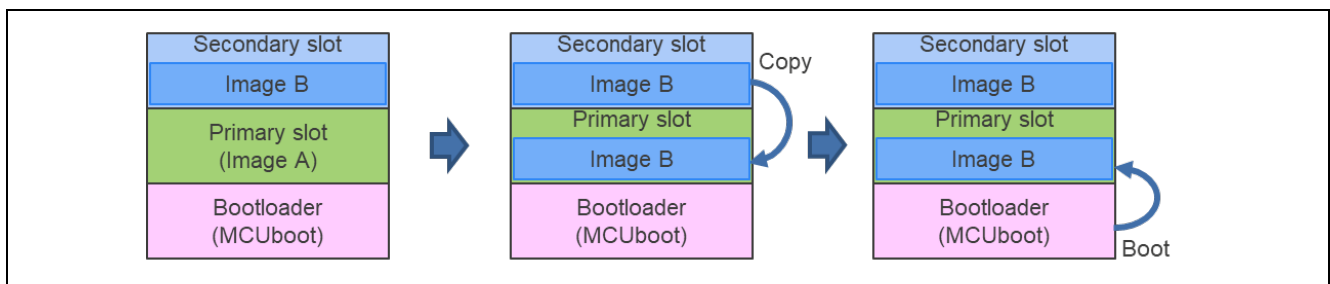 Secondary slot
Image B
Primary slot
(Image A)
Bootloader
(MCUboot)
Secondary slot
Image B
Copy
Primary slot
Image B
Bootloader
(MCUboot)
Secondary slot
Image B
Primary slot
Image B
Bootloader
(MCUboot)
Boot